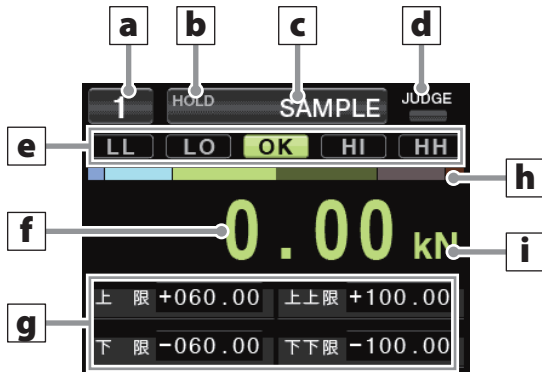 a b c d
1 HOLD SAMPLE JUDGE
e LL LO OK HI HH
h
f 0.00 kN i
g 上 限 +060.00 上上限 +100.00
下 限 -060.00 下下限 -100.00